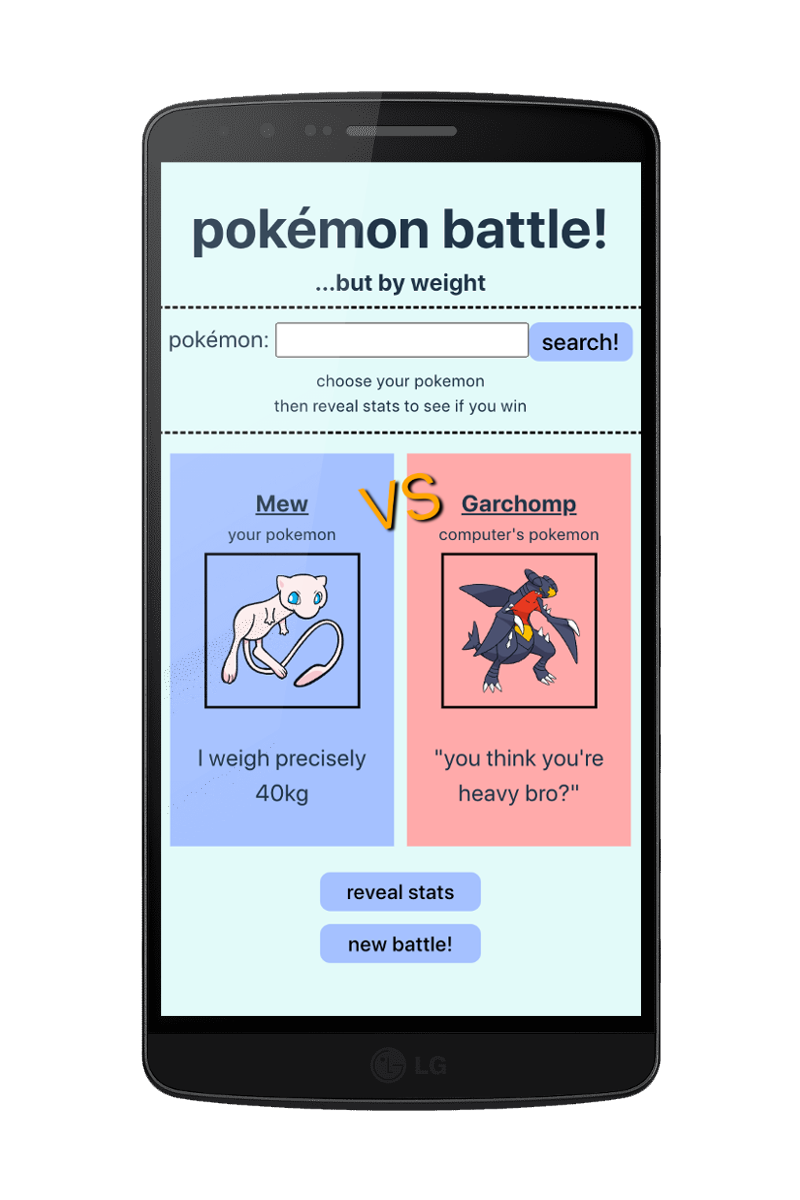 pokémon battle!
...but by weight
pokémon:
search!
choose your pokemon
then reveal stats to see if you win
VS
Mew
your pokemon
I weigh precisely
40kg
Garchomp
computer's pokemon
"you think you're
heavy bro?"
reveal stats
new battle!
LG